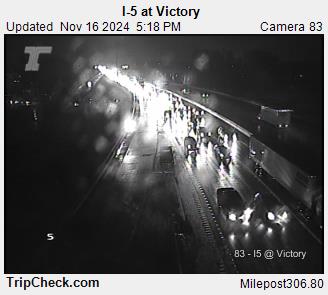 I-5 at Victory
Updated Nov 16 2024 5:18 PM Camera 83
T
S
83 - I5 @ Victory
TripCheck.com Milepost306.80